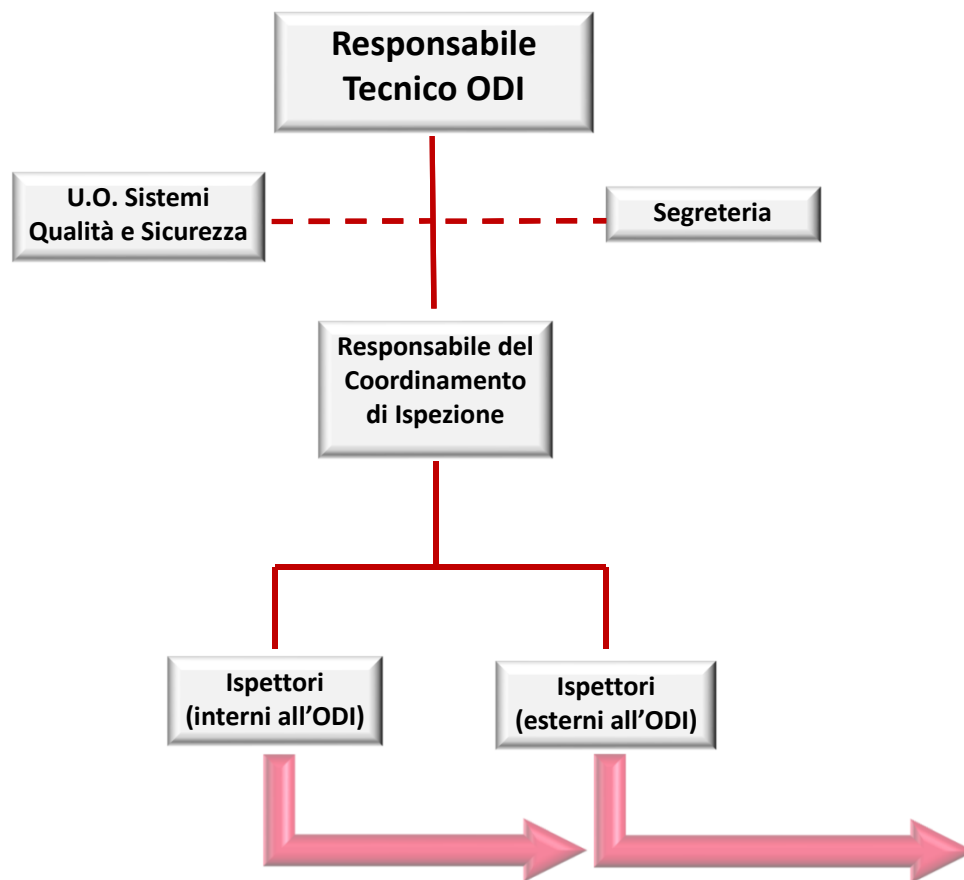 Responsabile
Tecnico ODI
U.O. Sistemi
Qualità e Sicurezza
Segreteria
Responsabile del
Coordinamento
di Ispezione
Ispettori
(interni all’ODI)
Ispettori
(esterni all’ODI)